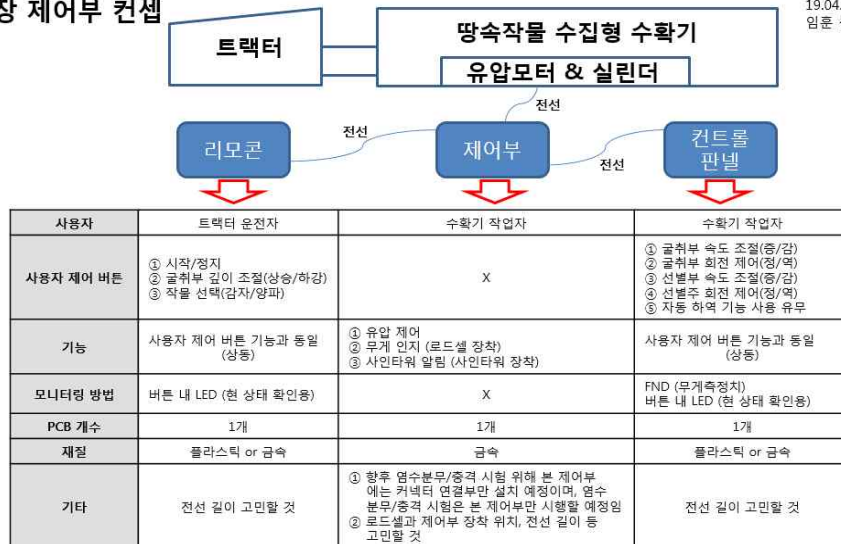 장 제어부 컨셉
19.04.
임훈
트랙터
땅속작물 수집형 수확기
유압모터 & 실린더
전선
전선
전선
리모콘
제어부
컨트롤
판넬
사용자
트랙터 운전자
수확기 작업자
수확기 작업자
사용자 제어 버튼
① 시작/정지
② 굴취부 깊이 조절(상승/하강)
③ 작물 선택(감자/양파)
X
① 굴취부 속도 조절(증/감)
② 굴취부 회전 제어(정/역)
③ 선별부 속도 조절(증/감)
④ 선별주 회전 제어(정/역)
⑤ 자동 하역 기능 사용 유무
기능
사용자 제어 버튼 기능과 동일
(상동)
① 유압 제어
② 무게 인지 (로드셀 장착)
③ 사인타워 알림 (사인타워 장착)
사용자 제어 버튼 기능과 동일
(상동)
모니터링 방법
버튼 내 LED (현 상태 확인용)
X
FND (무게측정치)
버튼 내 LED (현 상태 확인용)
PCB 개수
1개
1개
1개
재질
플라스틱 or 금속
금속
플라스틱 or 금속
기타
전선 길이 고민할 것
① 향후 염수분무/충격 시험 위해 본 제어부
에는 커넥터 연결부만 설치 예정이며, 염수
분무/충격 시험은 본 제어부만 시행할 예정임
② 로드셀과 제어부 장착 위치, 전선 길이 등
고민할 것
전선 길이 고민할 것